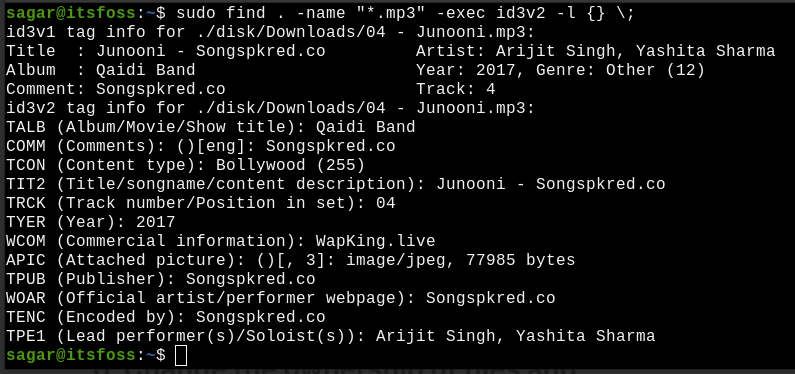 sagar@itsfoss:~$ sudo find . -name "*.mp3" -exec id3v2 -l {} \;
id3v1 tag info for ./disk/Downloads/04 - Junooni.mp3:
Title  : Junooni - Songspkred.co         Artist: Arijit Singh, Yashita Sharma
Album  : Qaidi Band                      Year: 2017, Genre: Other (12)
Comment: Songspkred.co                   Track: 4
id3v2 tag info for ./disk/Downloads/04 - Junooni.mp3:
TALB (Album/Movie/Show title): Qaidi Band
COMM (Comments): ()[eng]: Songspkred.co
TCON (Content type): Bollywood (255)
TIT2 (Title/songname/content description): Junooni - Songspkred.co
TRCK (Track number/Position in set): 04
TYER (Year): 2017
WCOM (Commercial information): WapKing.live
APIC (Attached picture): ()[, 3]: image/jpeg, 77985 bytes
TPUB (Publisher): Songspkred.co
WOAR (Official artist/performer webpage): Songspkred.co
TENC (Encoded by): Songspkred.co
TPE1 (Lead performer(s)/Soloist(s)): Arijit Singh, Yashita Sharma
sagar@itsfoss:~$